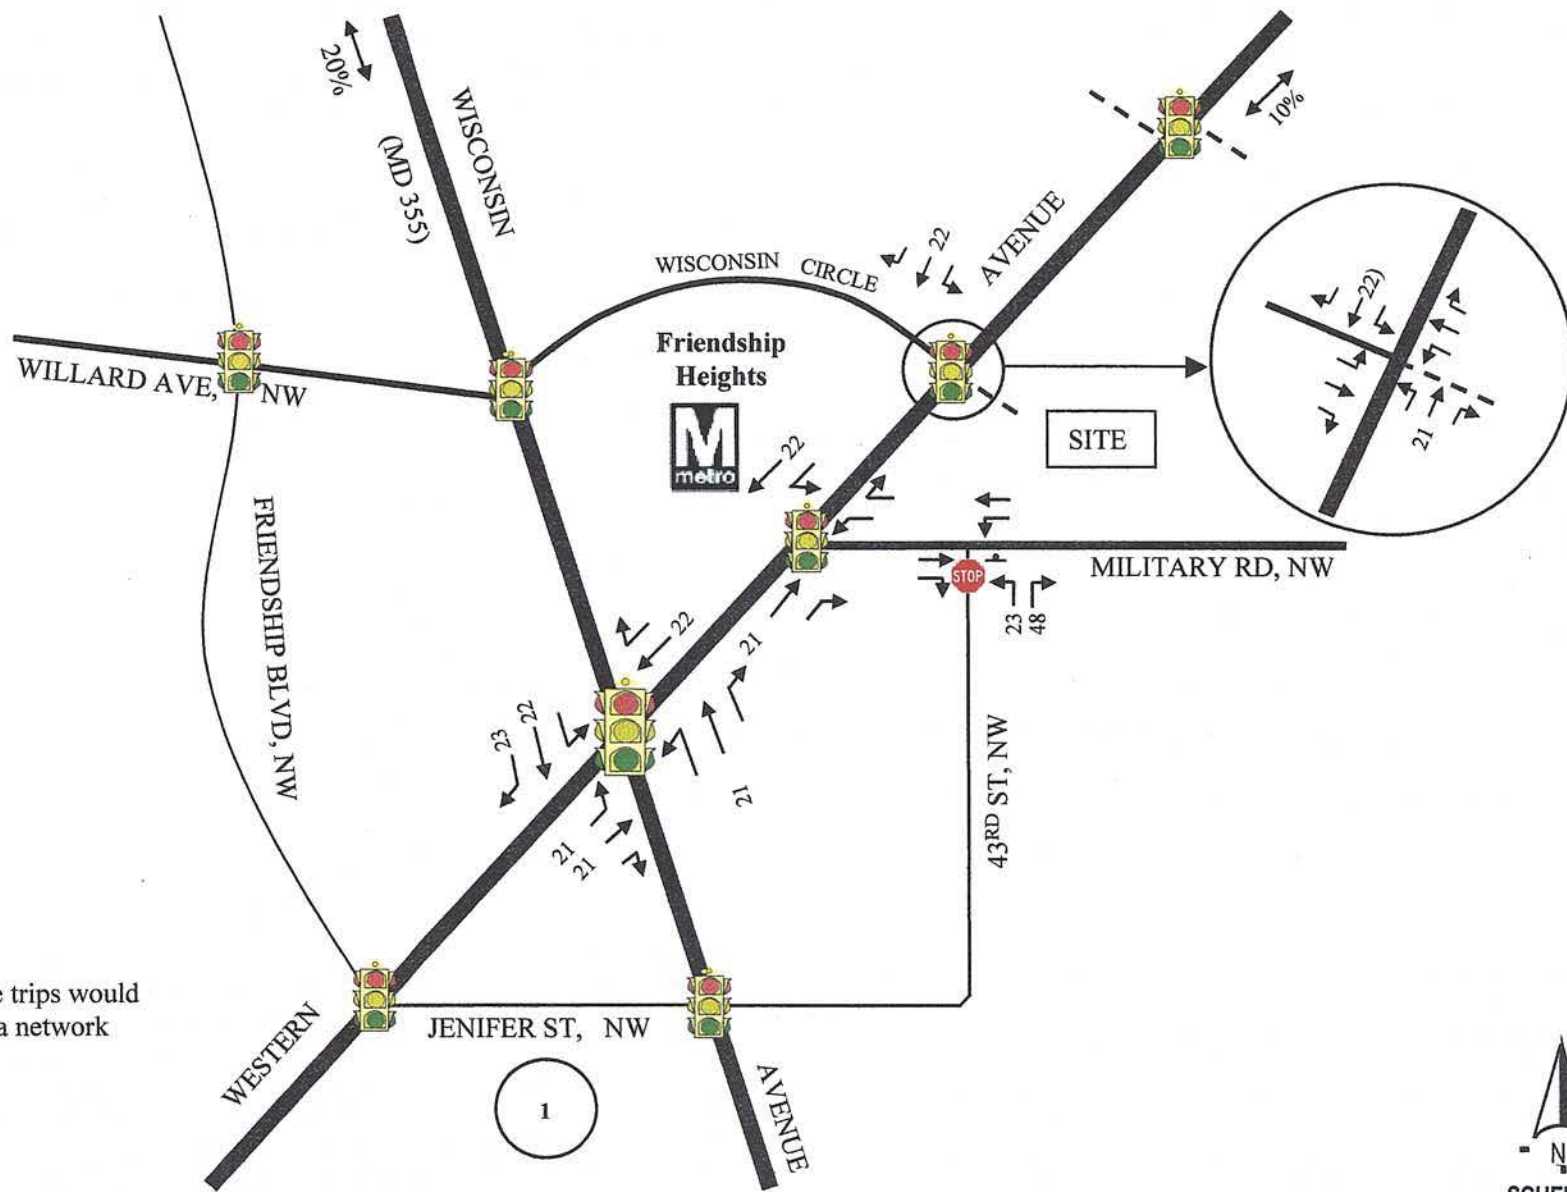 20%
WISCONSIN
(MD 355)
10%
AVENUE
22
WISCONSIN CIRCLE
22)
21
Friendship
Heights
M
metro
WILLARD AVE, NW
SITE
22
FRIENDSHIP BLVD, NW
STOP
MILITARY RD, NW
23
48
22
21
22
23
21
21
21
43RD ST, NW
e trips would
a network
WESTERN
JENIFER ST, NW
1
AVENUE
N